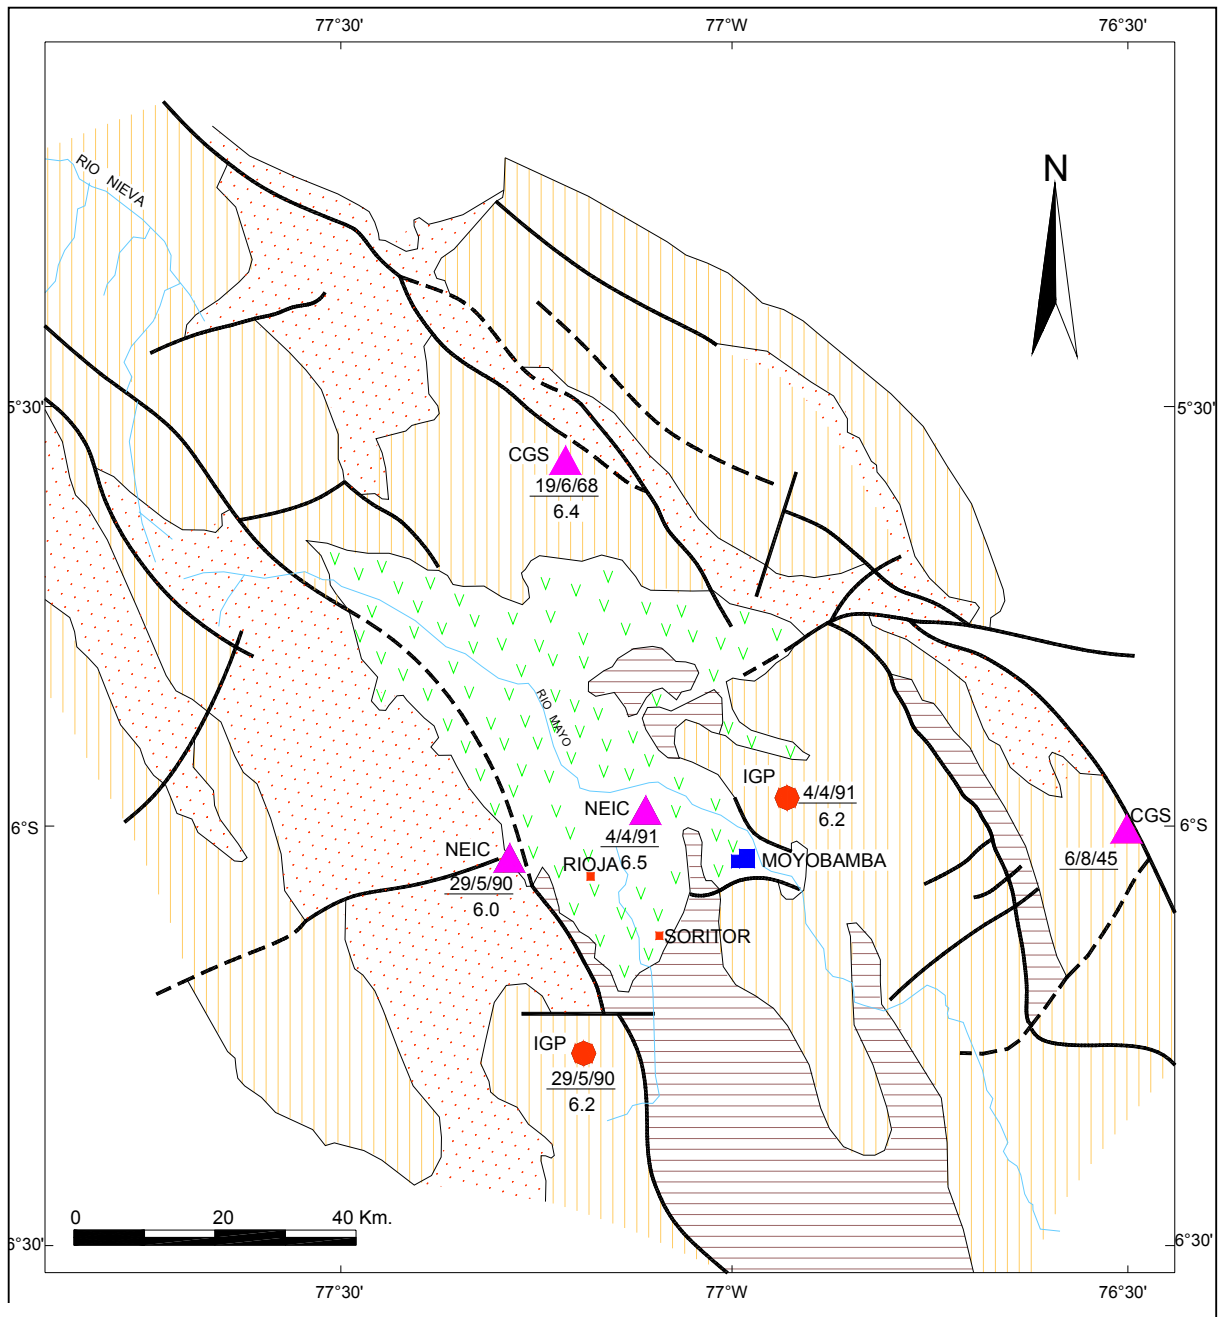 77°30' 77°W 76°30'
N
RIO NIEVA
5°30' 5°30'
CGS
19/6/68
6.4
RIO MAYO
IGP
4/4/91
6.2
NEIC
4/4/91
6.5
CGS
6/8/45
6°S 6°S
NEIC
29/5/90
6.0
RIOJA
MOYOBAMBA
SORITOR
IGP
29/5/90
6.2
0 20 40 Km.
6°30' 6°30'
77°30' 77°W 76°30'